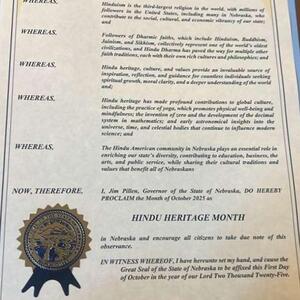 WHEREAS, Hinduism is the third-largest religion in the world, with millions of
followers in the United States, including many in Nebraska, who
contribute to the social, cultural, and economic vibrancy of our state;
and
WHEREAS, Followers of Dharmic faiths, which include Hinduism, Buddhism,
Jainism, and Sikhism, collectively represent one of the world's oldest
civilizations, and Hindu Dharma has paved the way for multiple other
faith traditions, each with their own rich cultures and philosophies; and
WHEREAS, Hindu heritage, culture, and values provide an invaluable source of
inspiration, reflection, and guidance for countless individuals seeking
spiritual growth, moral clarity, and a deeper understanding of the world
and;
WHEREAS, Hindu heritage has made profound contributions to global culture,
including the practice of yoga, which promotes physical well-being and
mindfulness; the invention of zero and the development of the decimal
system in mathematics; and early astronomical insights into the
universe, time, and celestial bodies that continue to influence modern
science; and
WHEREAS, The Hindu American community in Nebraska plays an essential role in
enriching our state's diversity, contributing to education, business, the
arts, and public service, while sharing their cultural traditions and
values that benefit all of Nebraskans
NOW, THEREFORE, I, Jim Pillen, Governor of the State of Nebraska, DO HEREBY
PROCLAIM the Month of October 2025 as
HINDU HERITAGE MONTH
in Nebraska and encourage all citizens to take due note of this
observance.
IN WITNESS WHEREOF, I have hereunto set my hand, and cause the
Great Seal of the State of Nebraska to be affixed this First Day
of October in the year of our Lord Two Thousand Twenty-Five.